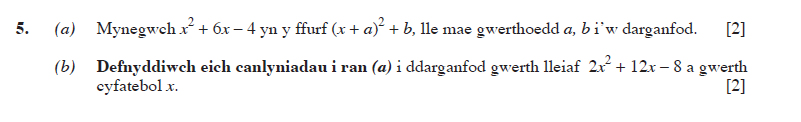 5. (a) Mynegwch x² + 6x – 4 yn y ffurf (x + a)² + b, lle mae gwerthoedd a, b i'w darganfod. [2]
(b) Defnyddiwch eich canlyniadau i ran (a) i ddarganfod gwerth lleiaf 2x² + 12x – 8 a gwerth
cyfatebol x. [2]